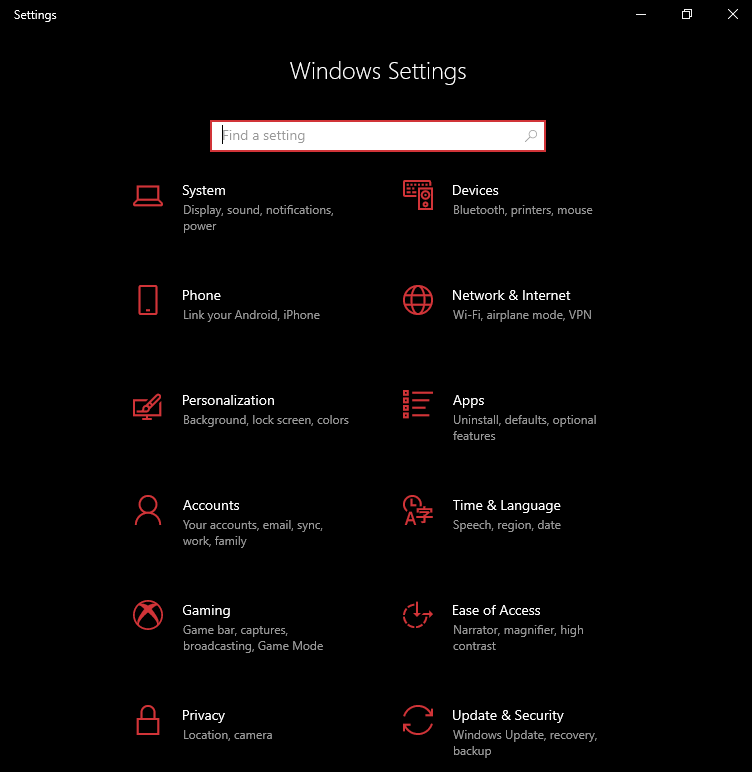 Settings
Windows Settings
Find a setting
System
Display, sound, notifications,
power
Devices
Bluetooth, printers, mouse
Phone
Link your Android, iPhone
Network & Internet
Wi-Fi, airplane mode, VPN
Personalization
Background, lock screen, colors
Apps
Uninstall, defaults, optional
features
Accounts
Your accounts, email, sync,
work, family
Time & Language
Speech, region, date
Gaming
Game bar, captures,
broadcasting, Game Mode
Ease of Access
Narrator, magnifier, high
contrast
Privacy
Location, camera
Update & Security
Windows Update, recovery,
backup